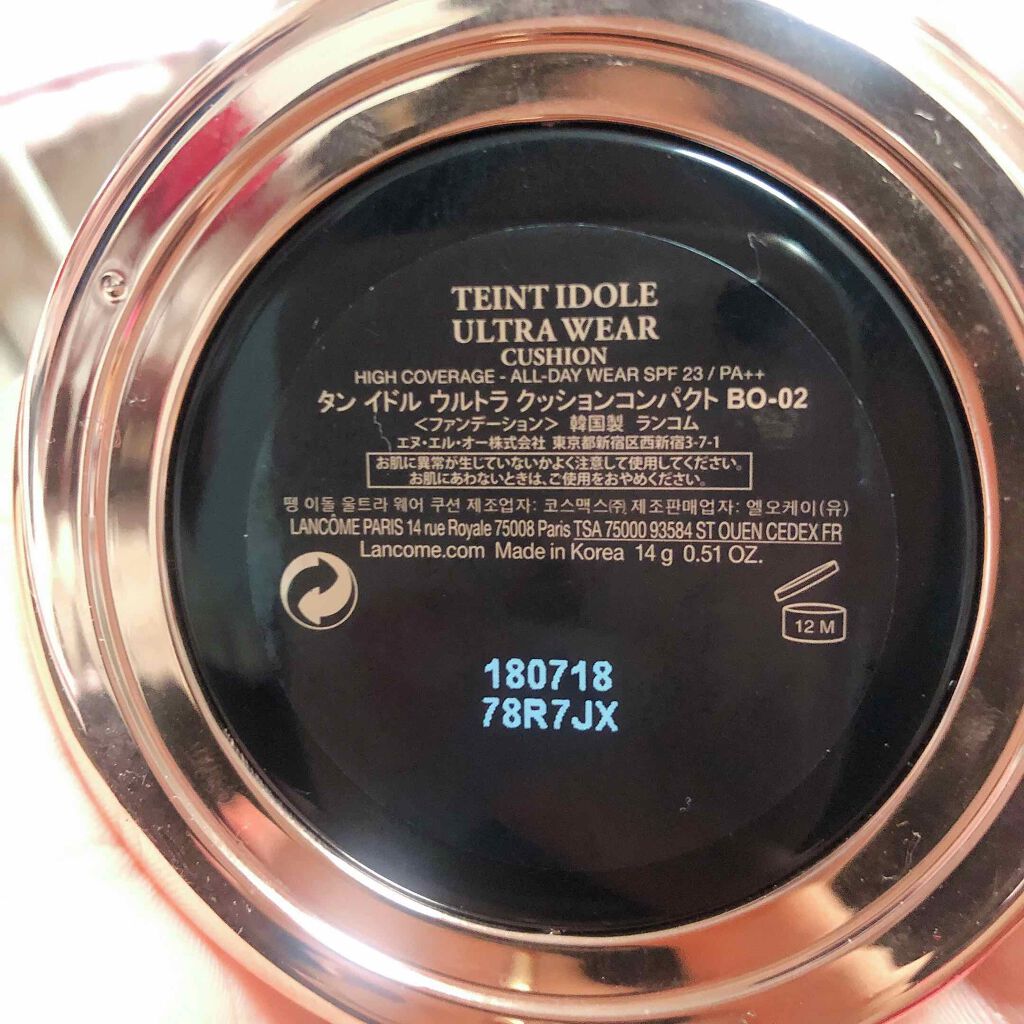 TEINT IDOLE
ULTRA WEAR
CUSHION
HIGH COVERAGE - ALL-DAY WEAR SPF 23 / PA++
タン イドル ウルトラ クッションコンパクト BO-02
<ファンデーション> 韓国製 ランコム
エヌ・エル・オー株式会社 東京都新宿区西新宿3-7-1
お肌に異常が生じていないかよく注意して使用してください。
お肌にあわないときは、ご使用をおやめください。
땡 이돌 울트라 웨어 쿠션 제조업자: 코스맥스㈜, 제조판매업자: 엘오케이(유)
LANCÔME PARIS 14 rue Royale 75008 Paris TSA 75000 93584 ST OUEN CEDEX FR
Lancome.com Made in Korea 14 g 0.51 OZ.
12 M
180718
78R7JX